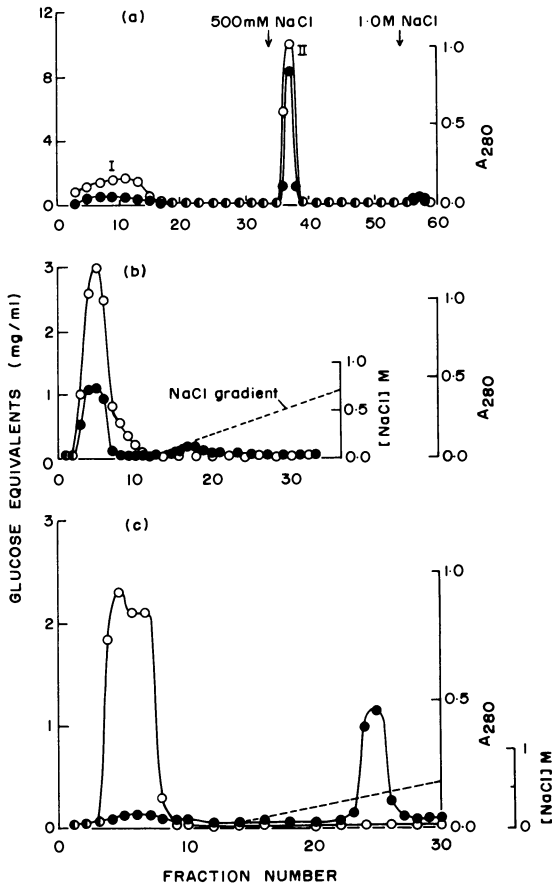 (a) 500mM NaCl 1.0M NaCl
12 1.0
II
8
I 0.5 A280
4
0 0.0
0 10 20 30 40 50 60
(b)
3 1.0
2
1.0
NaCl gradient 0.5 [NaCl] M 0.5 A280
1
0 0.0 0.0
0 10 20 30
GLUCOSE EQUIVALENTS (mg/ml)
(c)
3
1.0
2
0.5 A280
1 1 [NaCl] M
0 0.0 0
0 10 20 30
FRACTION NUMBER